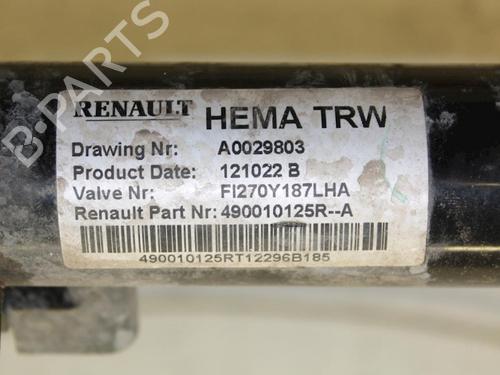 RENAULT HEMA TRW
Drawing Nr: A0029803
Product Date: 121022 B
Valve Nr: FI270Y187LHA
Renault Part Nr: 490010125R--A
490010125RT12296B185
B-PARTS